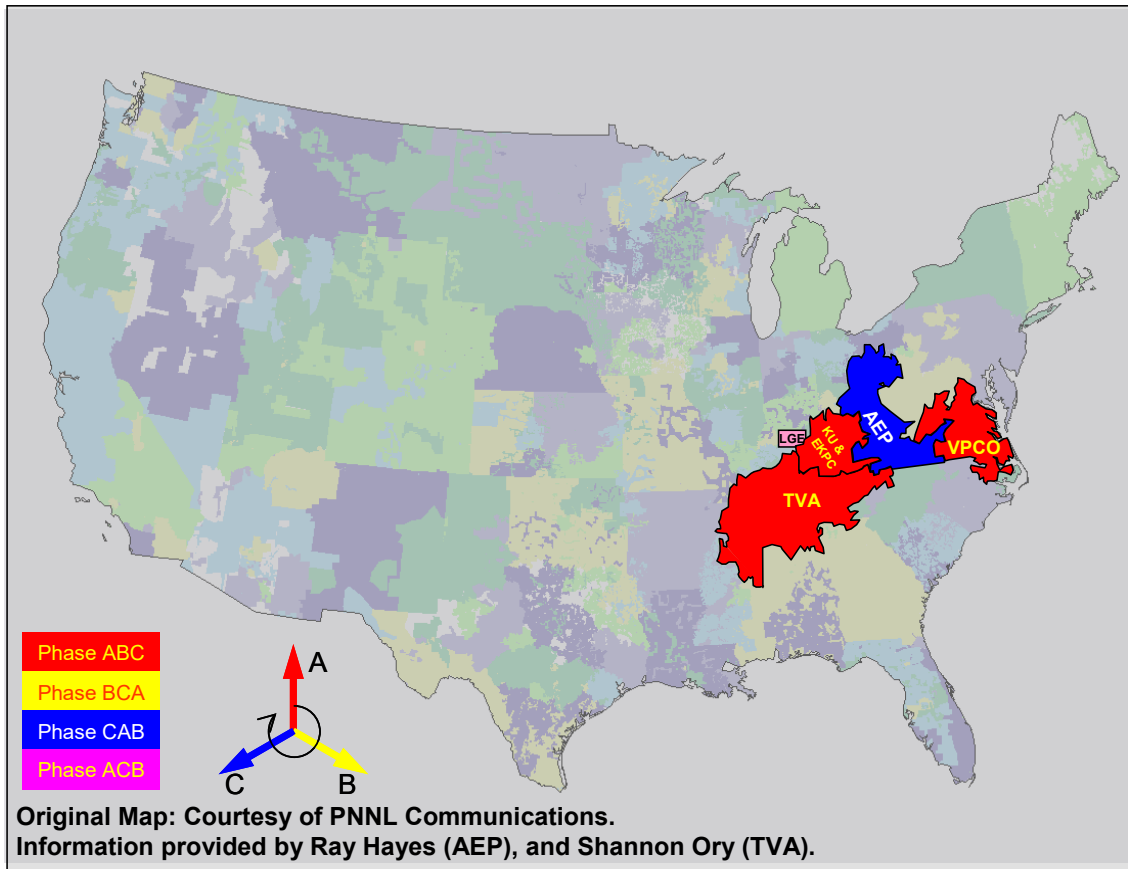 AEP
LGE
KU &
EKPC
VPCO
TVA
Phase ABC
Phase BCA
Phase CAB
Phase ACB
A
C
B
Original Map: Courtesy of PNNL Communications.
Information provided by Ray Hayes (AEP), and Shannon Ory (TVA).